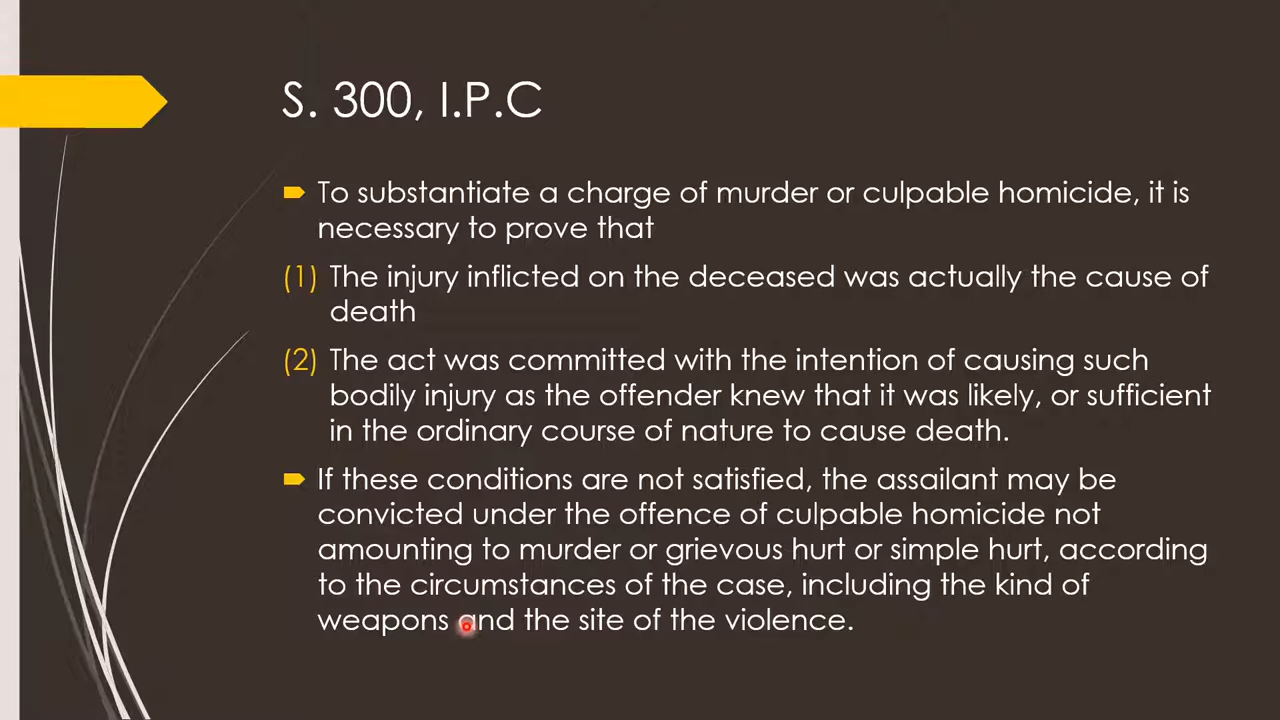 S. 300, I.P.C
To substantiate a charge of murder or culpable homicide, it is
necessary to prove that
(1) The injury inflicted on the deceased was actually the cause of
death
(2) The act was committed with the intention of causing such
bodily injury as the offender knew that it was likely, or sufficient
in the ordinary course of nature to cause death.
If these conditions are not satisfied, the assailant may be
convicted under the offence of culpable homicide not
amounting to murder or grievous hurt or simple hurt, according
to the circumstances of the case, including the kind of
weapons and the site of the violence.